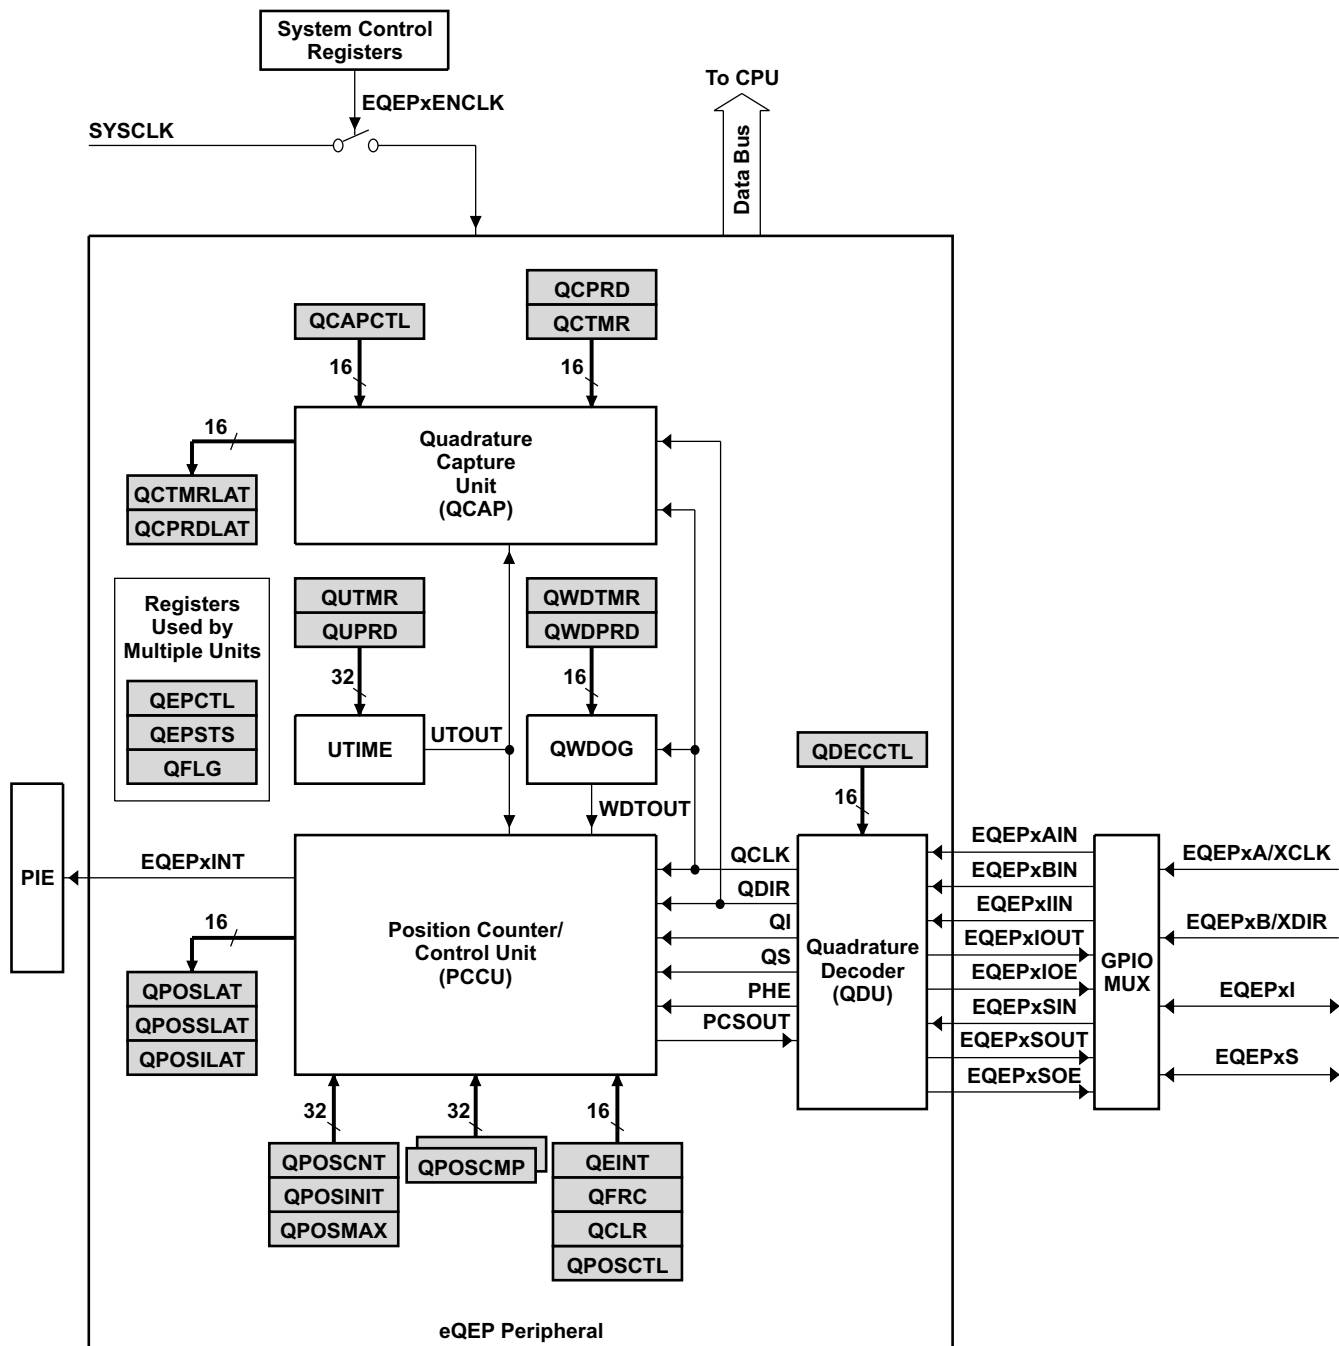 System Control
Registers
To CPU
EQEPxENCLK
SYSCLK
Data Bus
QCPRD
QCAPCTL
QCTMR
16
16
16
Quadrature
Capture
Unit
(QCAP)
QCTMRLAT
QCPRDLAT
Registers
Used by
Multiple Units
QEPCTL
QEPSTS
QFLG
QUTMR
QUPRD
QWDTMR
QWDPRD
32
16
UTIME
UTOUT
QWDOG
QDECCTL
WDTOUT
16
PIE
EQEPxINT
QCLK
QDIR
QI
QS
PHE
PCSOUT
16
Position Counter/
Control Unit
(PCCU)
Quadrature
Decoder
(QDU)
EQEPxAIN
EQEPxBIN
EQEPxIIN
EQEPxIOUT
EQEPxIOE
EQEPxSIN
EQEPxSOUT
EQEPxSOE
GPIO
MUX
EQEPxA/XCLK
EQEPxB/XDIR
EQEPxI
EQEPxS
QPOSLAT
QPOSSLAT
QPOSILAT
32
32
16
QPOSCNT
QPOSINIT
QPOSMAX
QPOSCMP
QEINT
QFRC
QCLR
QPOSCTL
eQEP Peripheral